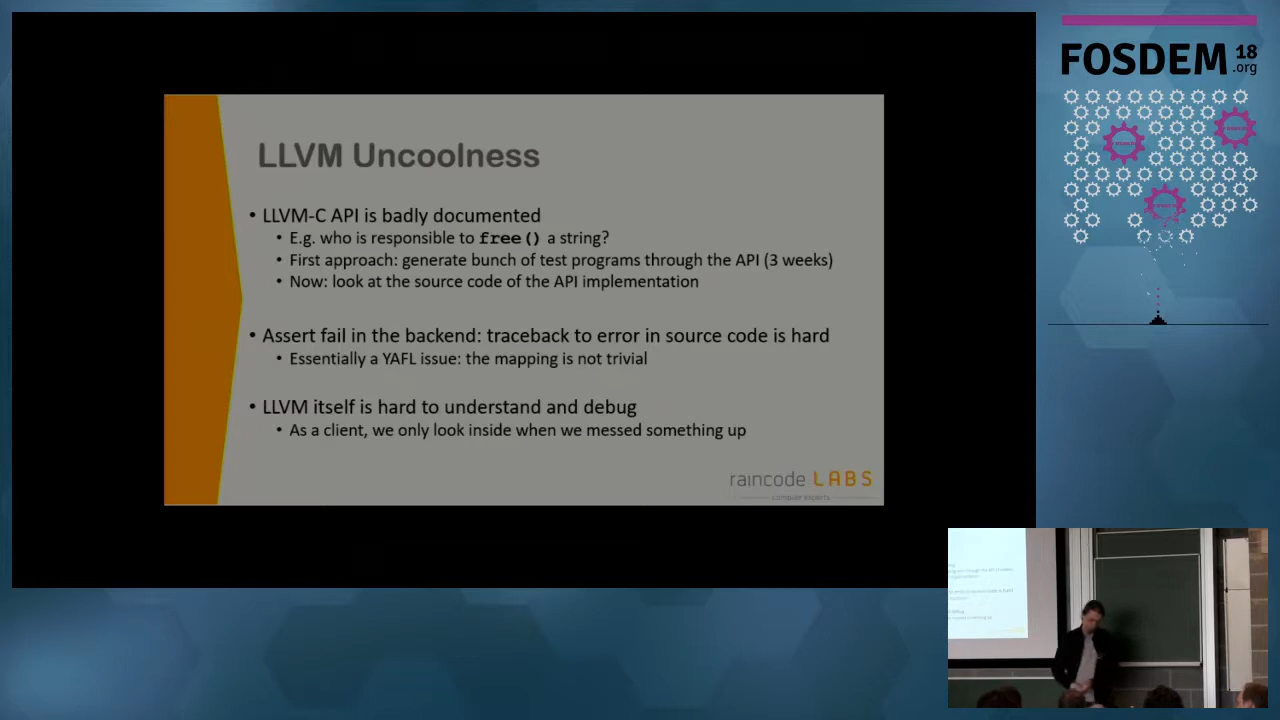 FOSDEM 18
.org
LLVM Uncoolness
• LLVM-C API is badly documented
• E.g. who is responsible to free() a string?
• First approach: generate bunch of test programs through the API (3 weeks)
• Now: look at the source code of the API implementation
• Assert fail in the backend: traceback to error in source code is hard
• Essentially a YAFL issue: the mapping is not trivial
• LLVM itself is hard to understand and debug
• As a client, we only look inside when we messed something up
raincode LABS
compiler experts